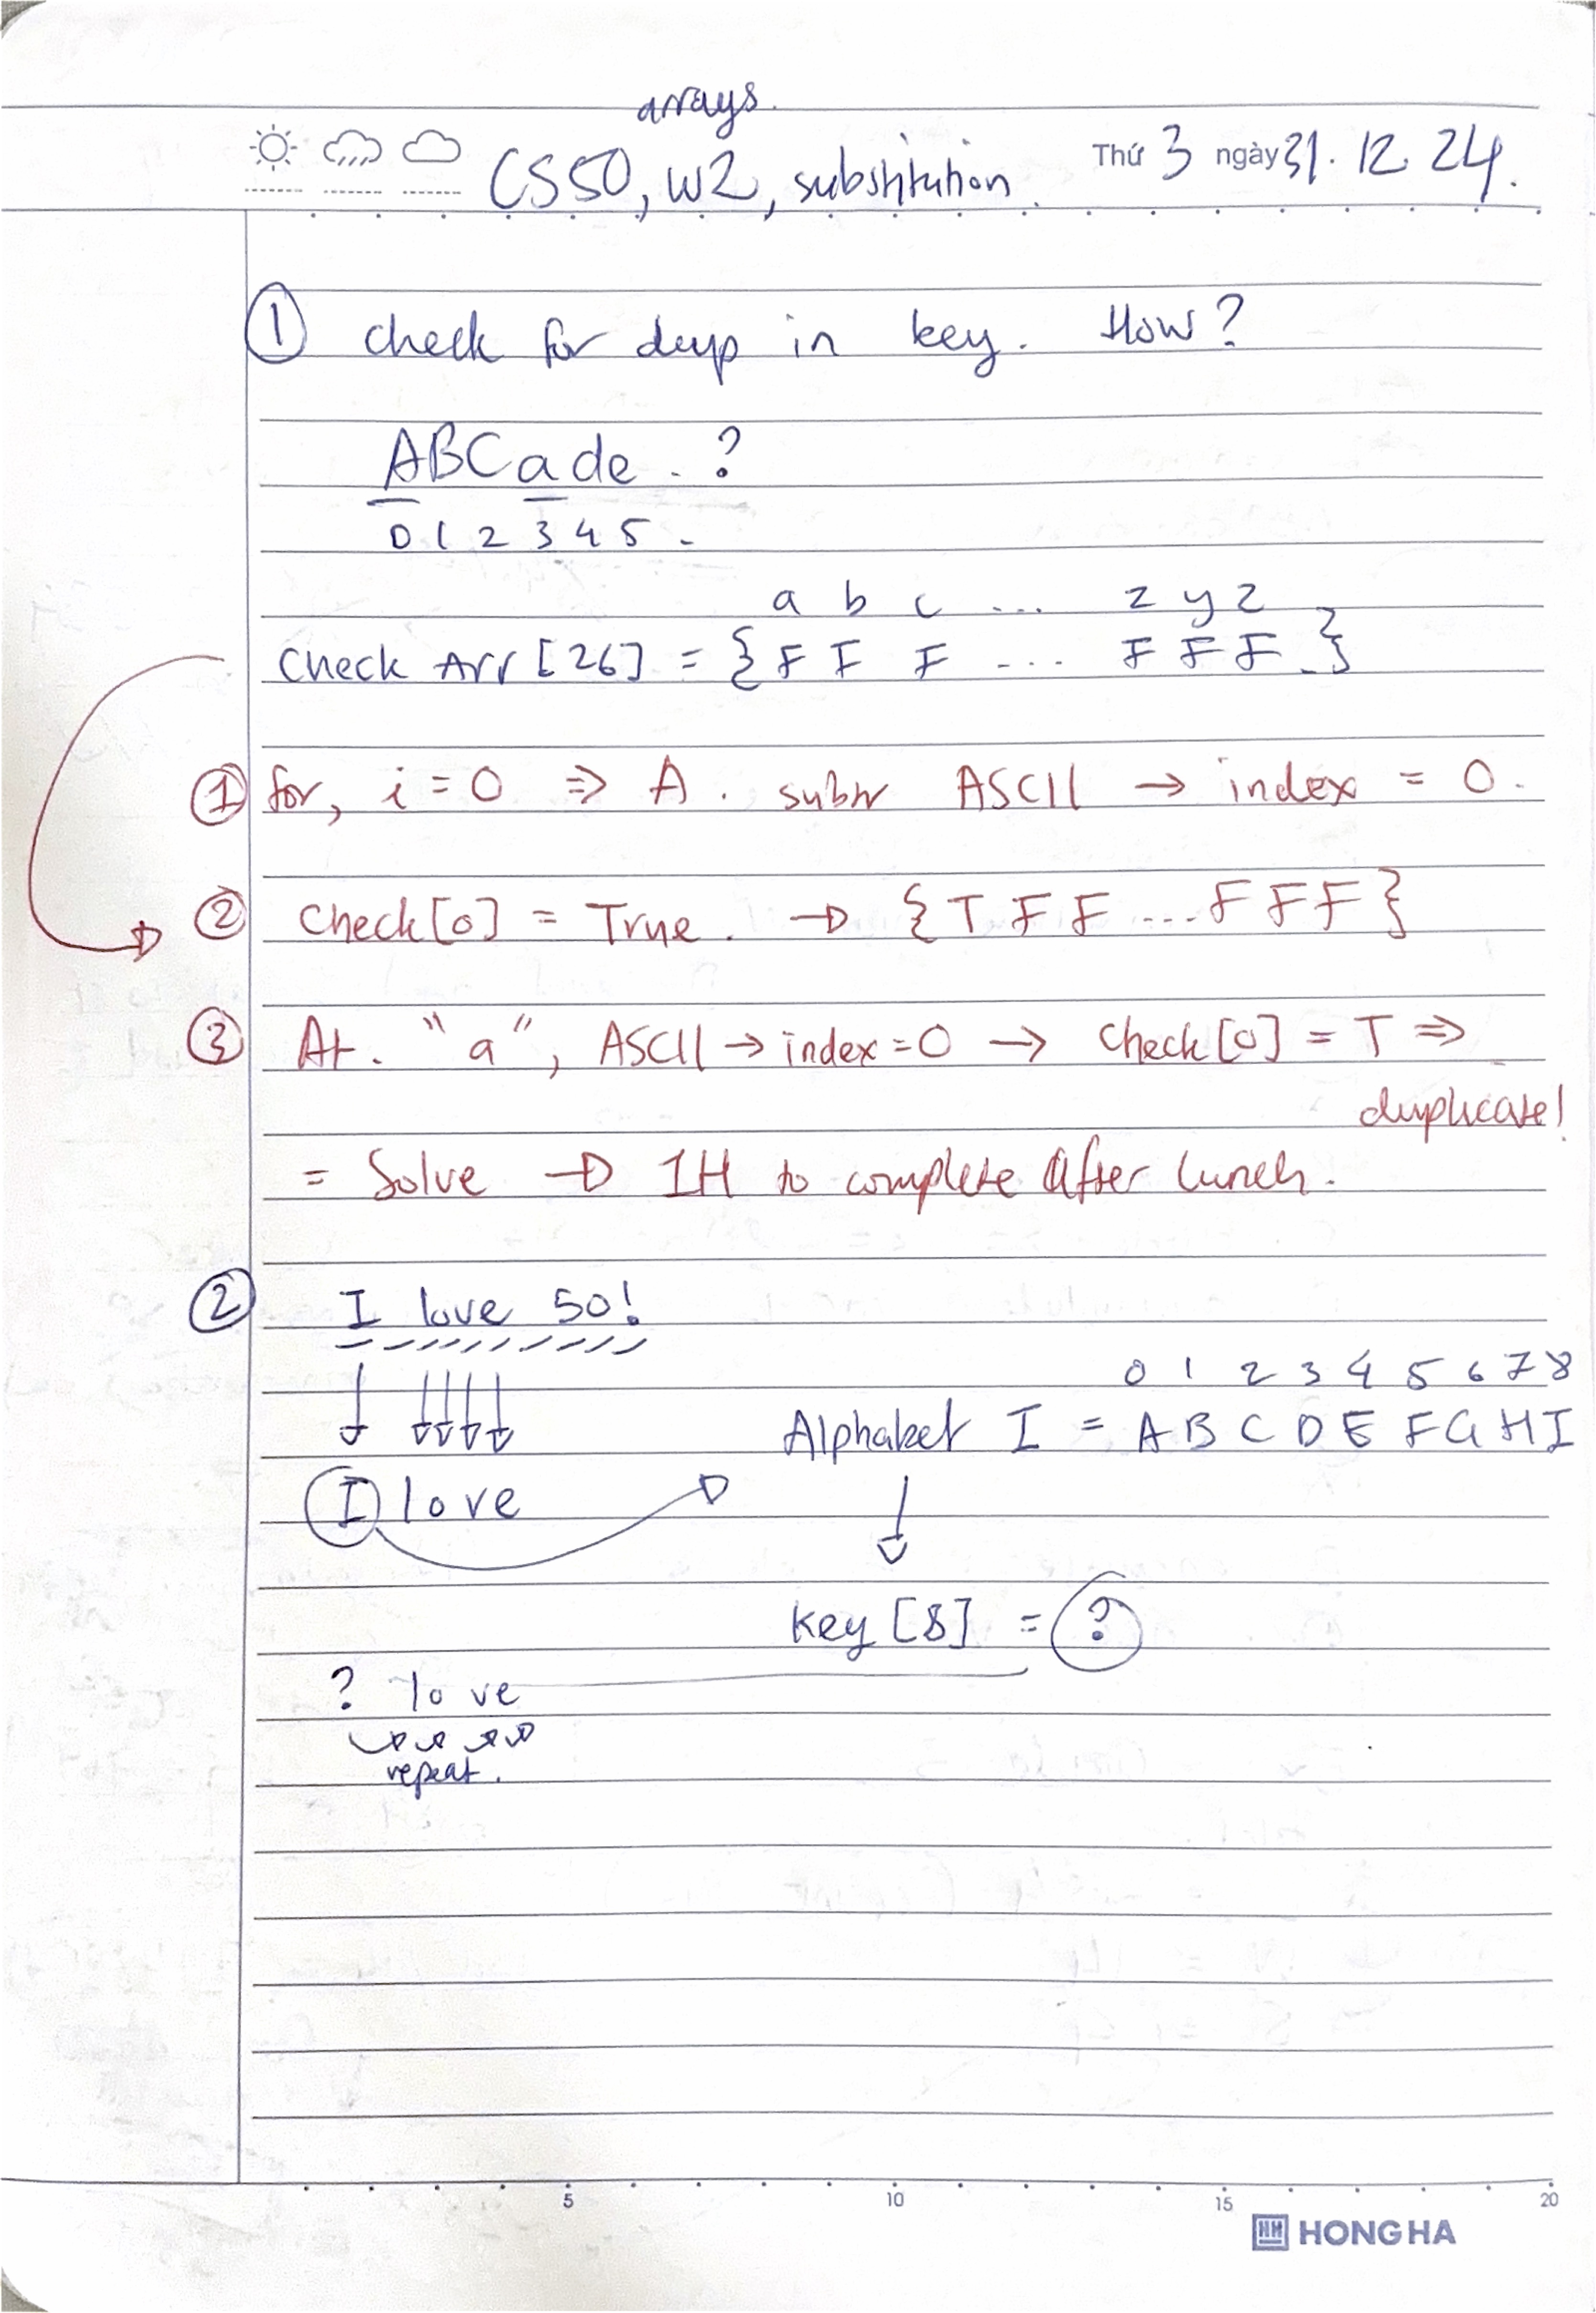 arrays.
CS50, W2, substitution. Thứ 3 ngày 31. 12 24.
① check for dup in key. How?
ABCade . ?
0 1 2 3 4 5 -
a b c ... z y z
Check Arr [26] = { F F F ... F F F }
① for, i = 0 ⇒ A . subtr ASCII → index = 0.
② Check[0] = True. → { T F F ... F F F }
③ At. "a", ASCII → index = 0 → Check[0] = T ⇒
duplicate!
= Solve → 1H to complete After lunch.
② I love 50!
0 1 2 3 4 5 6 7 8
Alphabet I = A B C D E F G H I
I love
key [8] = ?
? love
repeat.
5 10 15 20
HONG HA